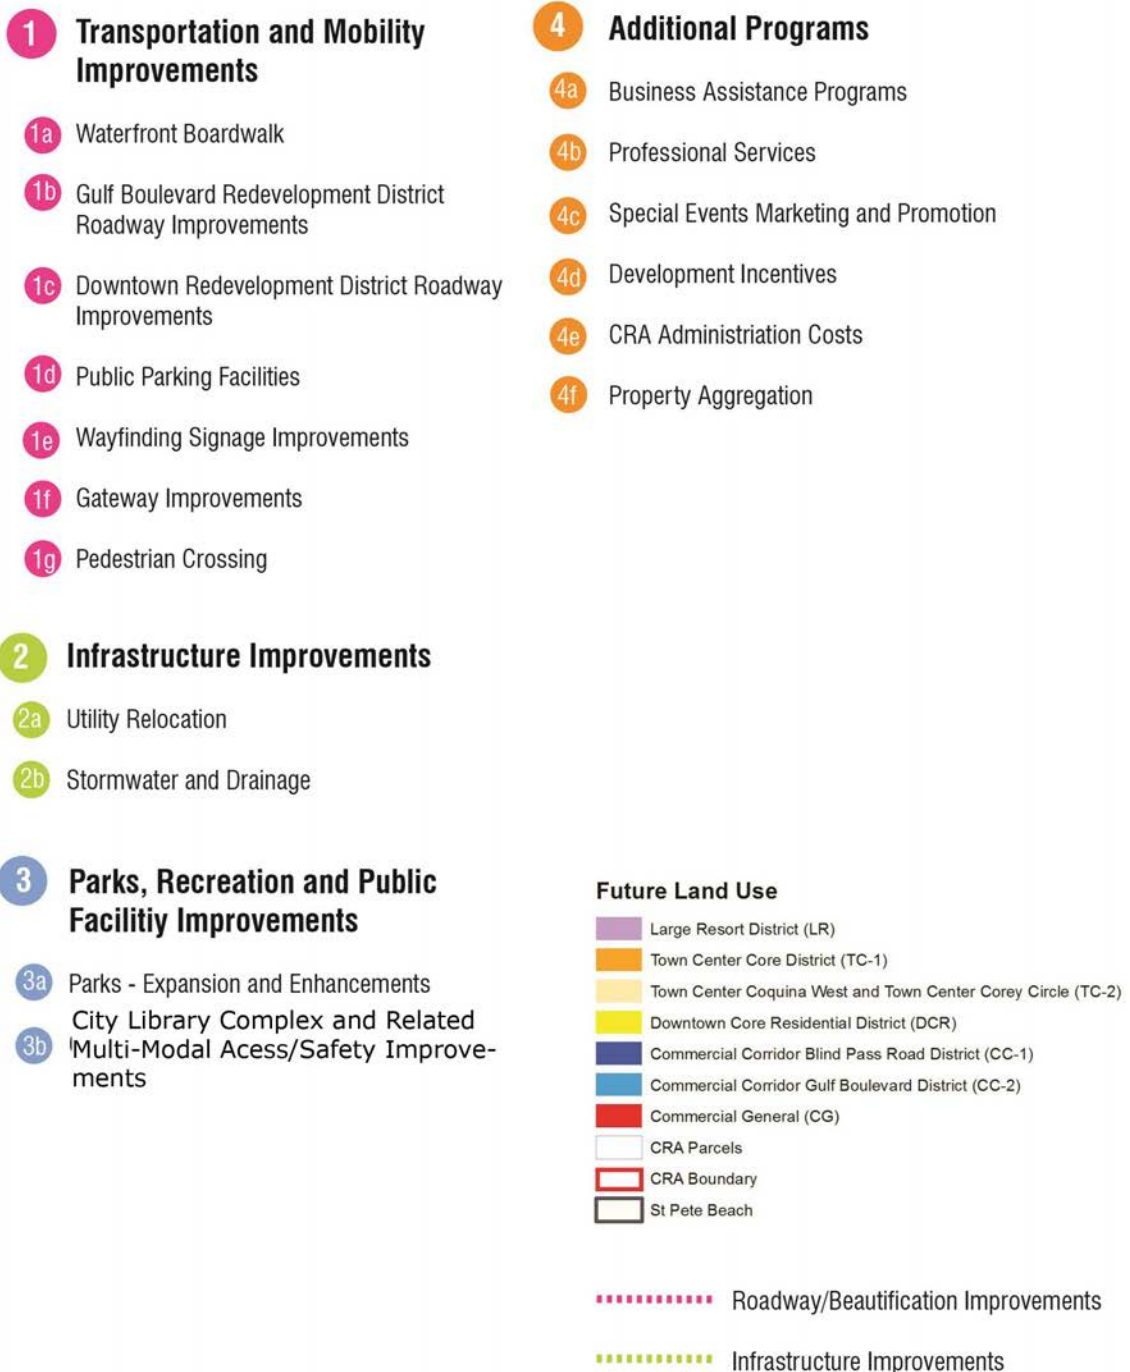 1 Transportation and Mobility
Improvements
1a Waterfront Boardwalk
1b Gulf Boulevard Redevelopment District
Roadway Improvements
1c Downtown Redevelopment District Roadway
Improvements
1d Public Parking Facilities
1e Wayfinding Signage Improvements
1f Gateway Improvements
1g Pedestrian Crossing
2 Infrastructure Improvements
2a Utility Relocation
2b Stormwater and Drainage
3 Parks, Recreation and Public
Facilitiy Improvements
3a Parks - Expansion and Enhancements
3b City Library Complex and Related
Multi-Modal Acess/Safety Improve-
ments
4 Additional Programs
4a Business Assistance Programs
4b Professional Services
4c Special Events Marketing and Promotion
4d Development Incentives
4e CRA Administriation Costs
4f Property Aggregation
Future Land Use
Large Resort District (LR)
Town Center Core District (TC-1)
Town Center Coquina West and Town Center Corey Circle (TC-2)
Downtown Core Residential District (DCR)
Commercial Corridor Blind Pass Road District (CC-1)
Commercial Corridor Gulf Boulevard District (CC-2)
Commercial General (CG)
CRA Parcels
CRA Boundary
St Pete Beach
Roadway/Beautification Improvements
Infrastructure Improvements